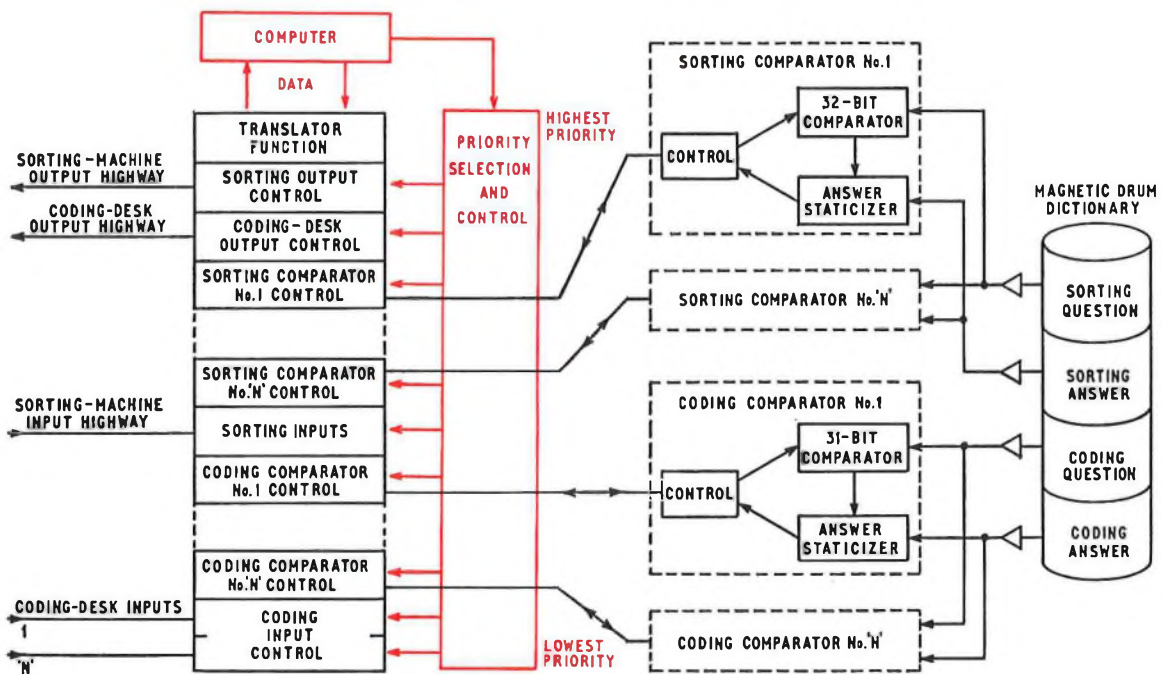 COMPUTER
DATA
TRANSLATOR
FUNCTION
SORTING OUTPUT
CONTROL
CODING-DESK
OUTPUT CONTROL
SORTING COMPARATOR
No.1 CONTROL
SORTING COMPARATOR
No.'N' CONTROL
SORTING INPUTS
CODING COMPARATOR
No.1 CONTROL
CODING COMPARATOR
No.'N' CONTROL
CODING
INPUT
CONTROL
SORTING-MACHINE
OUTPUT HIGHWAY
CODING-DESK
OUTPUT HIGHWAY
SORTING-MACHINE
INPUT HIGHWAY
CODING-DESK INPUTS
1
'N'
PRIORITY
SELECTION
AND
CONTROL
HIGHEST
PRIORITY
LOWEST
PRIORITY
SORTING COMPARATOR No.1
CONTROL
32-BIT
COMPARATOR
ANSWER
STATICIZER
SORTING COMPARATOR No.'N'
CODING COMPARATOR No.1
CONTROL
31-BIT
COMPARATOR
ANSWER
STATICIZER
CODING COMPARATOR No.'N'
MAGNETIC DRUM
DICTIONARY
SORTING
QUESTION
SORTING
ANSWER
CODING
QUESTION
CODING
ANSWER